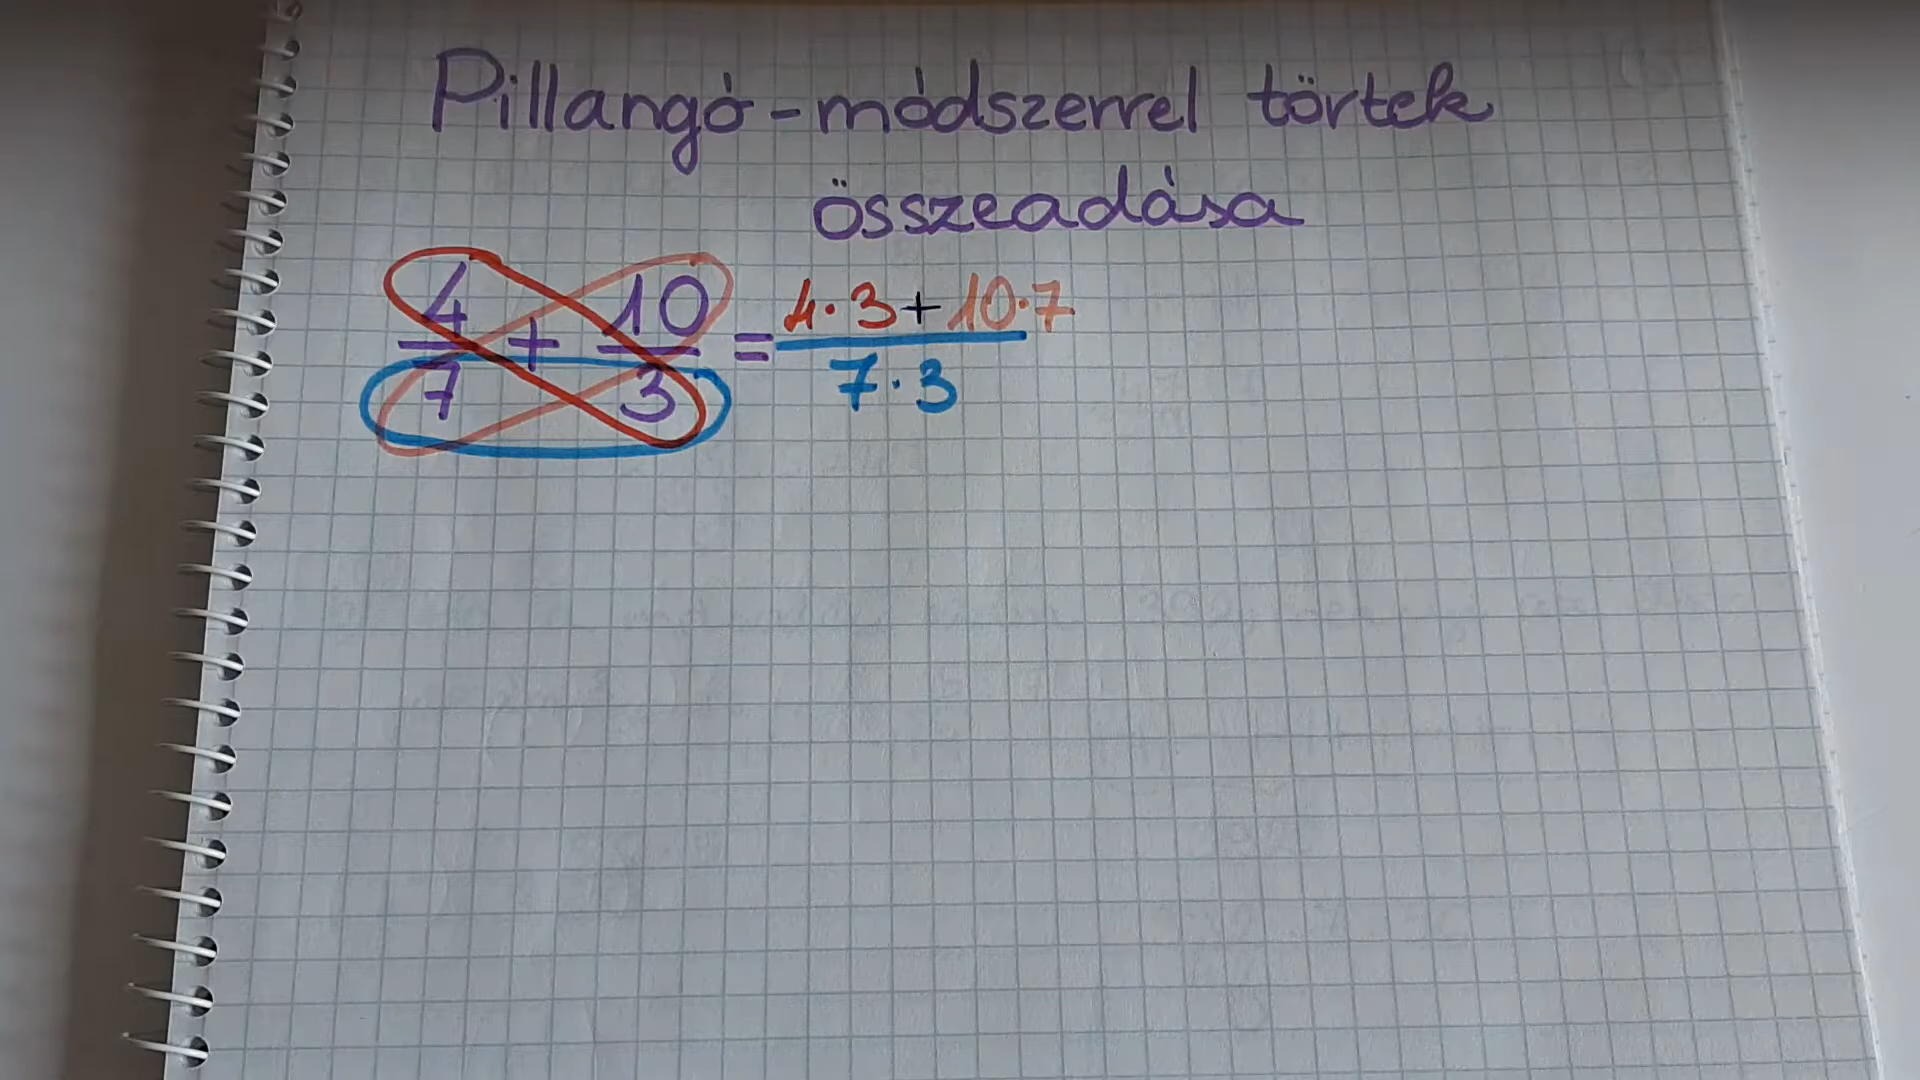 Pillangó-módszerrel törtek
összeadása
4/7 + 10/3 = 4·3+10·7/7·3